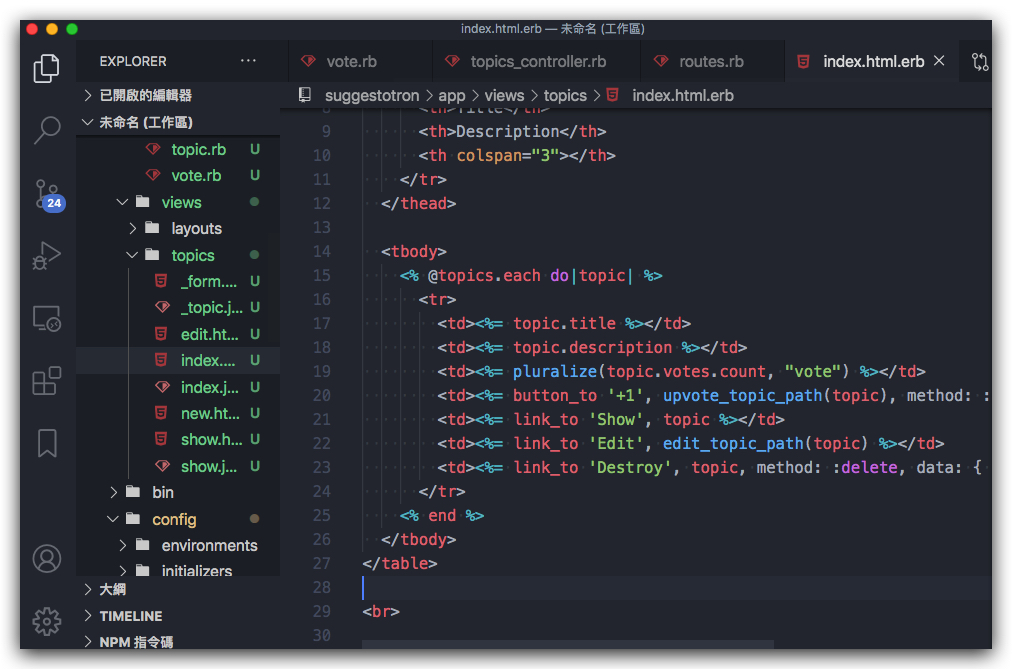 index.html.erb — 未命名 (工作區)
EXPLORER
···
vote.rb
topics_controller.rb
routes.rb
index.html.erb
已開啟的編輯器
未命名 (工作區)
topic.rb U
vote.rb U
views
layouts
topics
_form.... U
_topic.j... U
edit.ht... U
index.... U
index.j... U
new.ht... U
show.h... U
show.j... U
bin
config
environments
initializers
大綱
TIMELINE
NPM 指令碼
24
suggestotron > app > views > topics > index.html.erb
8 <th>Title</th>
9 <th>Description</th>
10 <th colspan="3"></th>
11 </tr>
12 </thead>
13
14 <tbody>
15 <% @topics.each do|topic| %>
16 <tr>
17 <td><%= topic.title %></td>
18 <td><%= topic.description %></td>
19 <td><%= pluralize(topic.votes.count, "vote") %></td>
20 <td><%= button_to '+1', upvote_topic_path(topic), method: :
21 <td><%= link_to 'Show', topic %></td>
22 <td><%= link_to 'Edit', edit_topic_path(topic) %></td>
23 <td><%= link_to 'Destroy', topic, method: :delete, data: {
24 </tr>
25 <% end %>
26 </tbody>
27 </table>
28
29 <br>
30